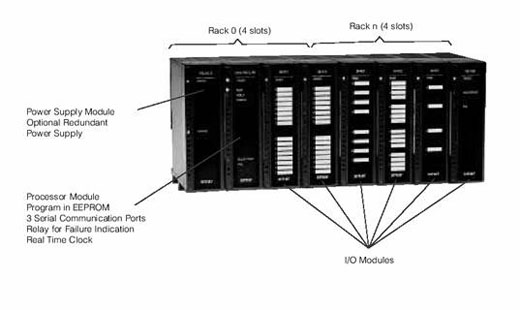 Rack 0 (4 slots)
Rack n (4 slots)
Power Supply Module
Optional Redundant
Power Supply
Processor Module
Program in EEPROM
3 Serial Communication Ports
Relay for Failure Indication
Real Time Clock
I/O Modules